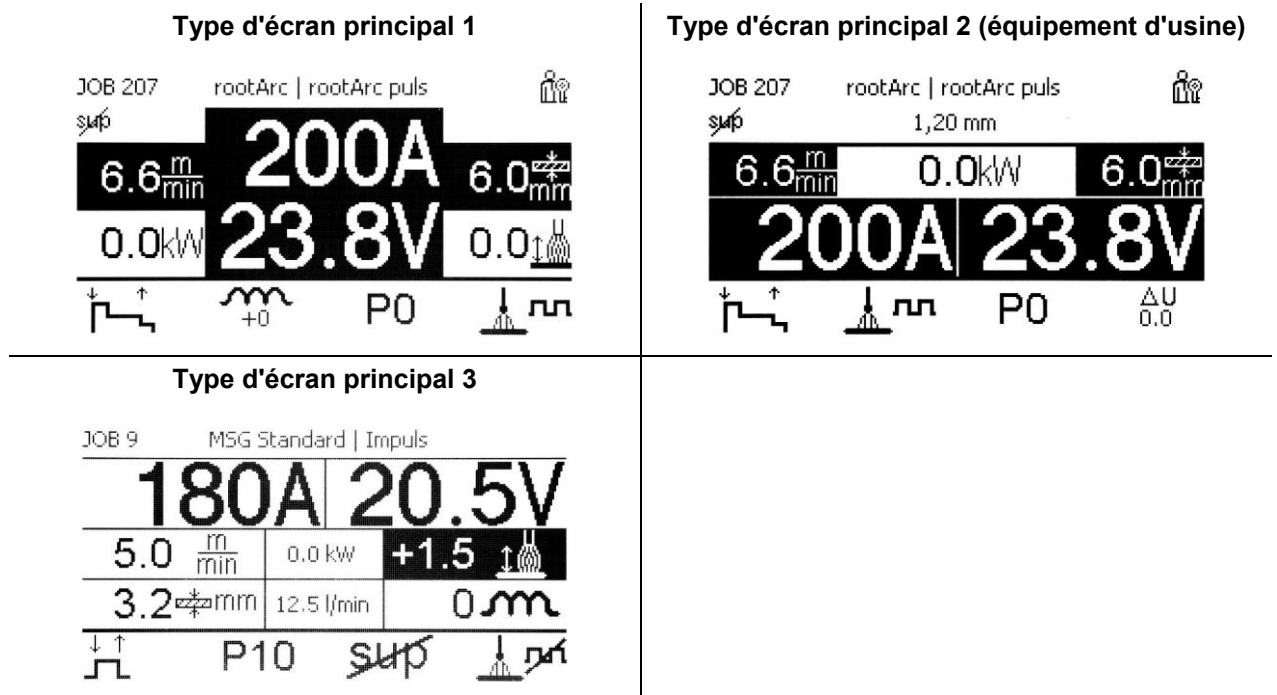 Type d'écran principal 1
JOB 207 rootArc | rootArc puls
sup
200A
6.6 m/min
6.0 mm
23.8V
0.0kW
0.0
+0
P0
Type d'écran principal 2 (équipement d'usine)
JOB 207 rootArc | rootArc puls
sup 1,20 mm
6.6 m/min 0.0kW 6.0 mm
200A 23.8V
P0 ΔU
0.0
Type d'écran principal 3
JOB 9 MSG Standard | Impuls
180A 20.5V
5.0 m/min 0.0 kW +1.5
3.2 mm 12.5 l/min 0
P10 sup